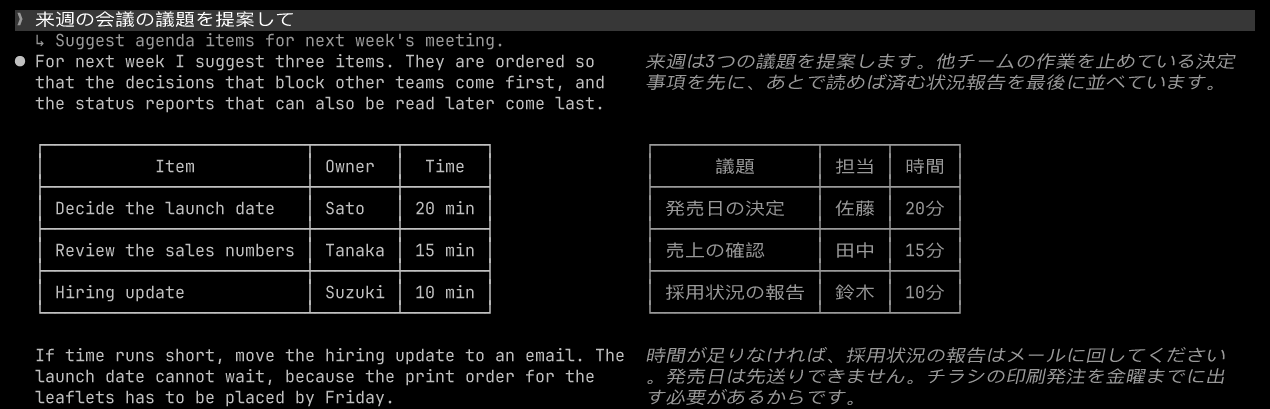 ❯ 来週の会議の議題を提案して
↳ Suggest agenda items for next week's meeting.
● For next week I suggest three items. They are ordered so
that the decisions that block other teams come first, and
the status reports that can also be read later come last.
来週は3つの議題を提案します。他チームの作業を止めている決定
事項を先に、あとで読めば済む状況報告を最後に並べています。
Item Owner Time
Decide the launch date Sato 20 min
Review the sales numbers Tanaka 15 min
Hiring update Suzuki 10 min
議題 担当 時間
発売日の決定 佐藤 20分
売上の確認 田中 15分
採用状況の報告 鈴木 10分
If time runs short, move the hiring update to an email. The
launch date cannot wait, because the print order for the
leaflets has to be placed by Friday.
時間が足りなければ、採用状況の報告はメールに回してください
。発売日は先送りできません。チラシの印刷発注を金曜までに出
す必要があるからです。